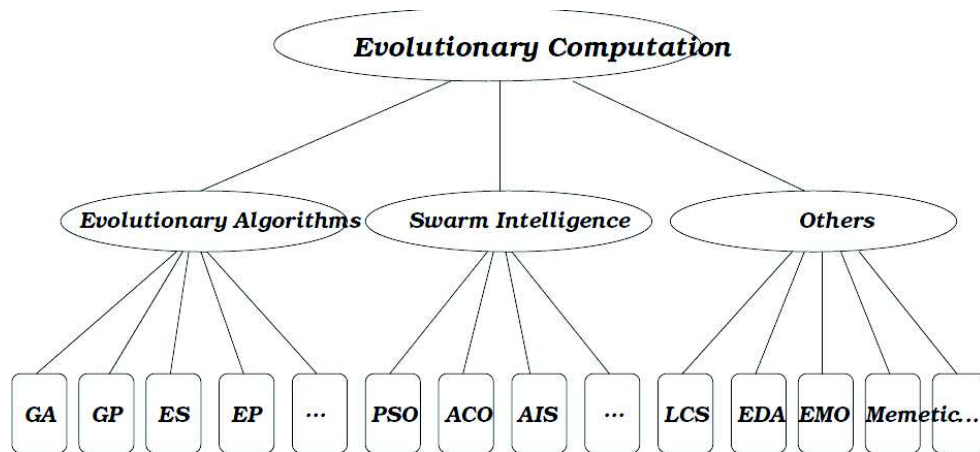 Evolutionary Computation
Evolutionary Algorithms Swarm Intelligence Others
GA GP ES EP ... PSO ACO AIS ... LCS EDA EMO Memetic...